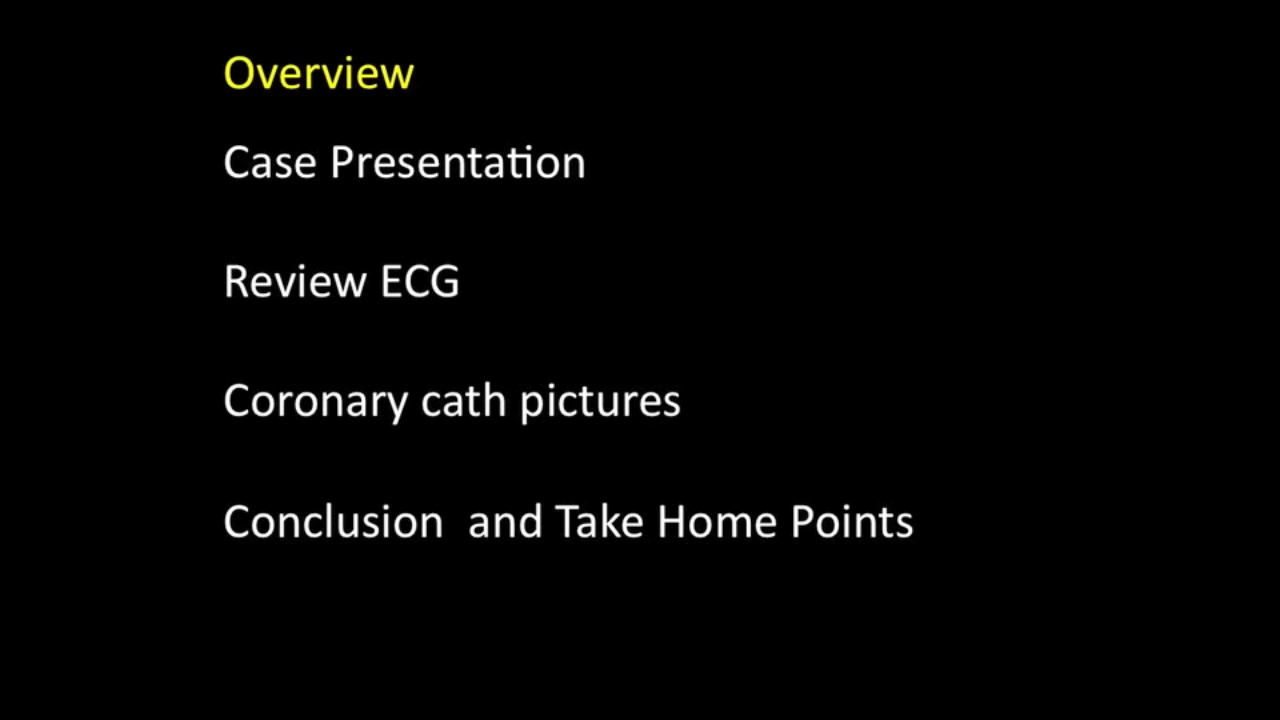 Overview
Case Presentation
Review ECG
Coronary cath pictures
Conclusion  and Take Home Points